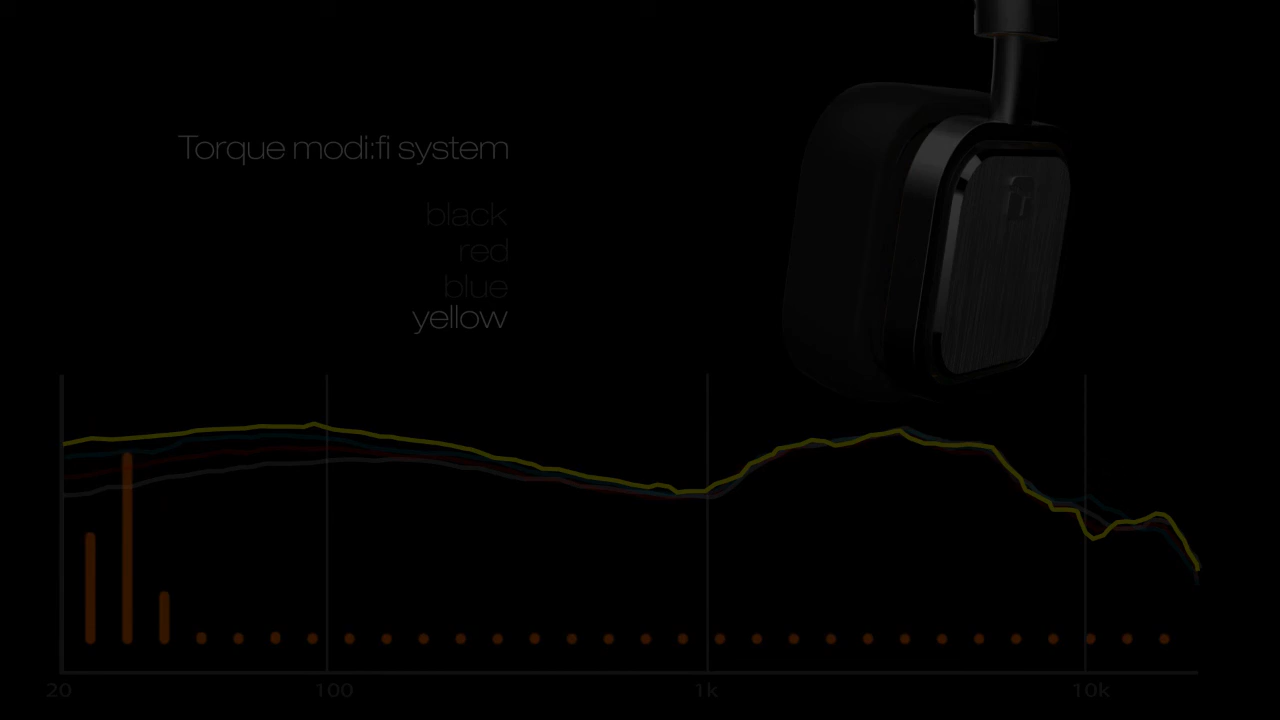 Torque modi:fi system
black
red
blue
yellow
20 100 1k 10k